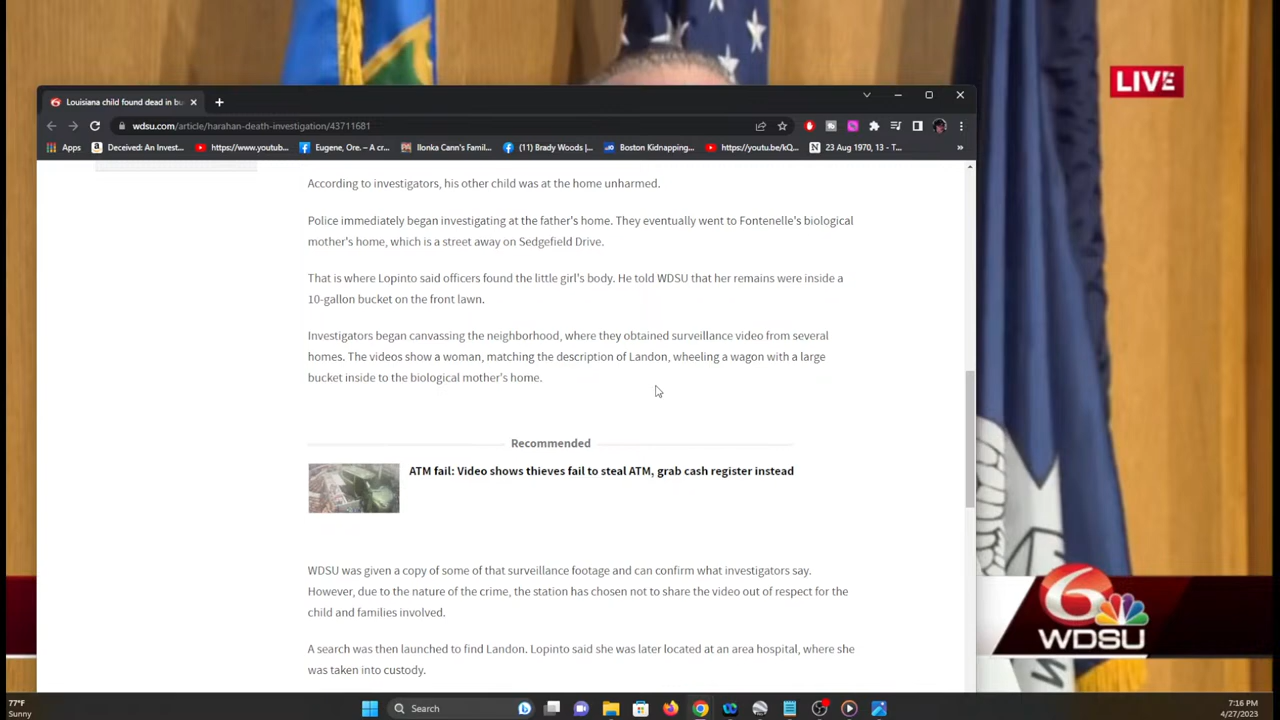 LIVE
Louisiana child found dead in bu
wdsu.com/article/harahan-death-investigation/43711681
Apps
Deceived: An Invest...
https://www.youtub...
Eugene, Ore. – A cr...
Ilonka Cann's Famil...
(11) Brady Woods |...
Boston Kidnapping...
https://youtu.be/kQ...
23 Aug 1970, 13 - T...
According to investigators, his other child was at the home unharmed.
Police immediately began investigating at the father's home. They eventually went to Fontenelle's biological
mother's home, which is a street away on Sedgefield Drive.
That is where Lopinto said officers found the little girl's body. He told WDSU that her remains were inside a
10-gallon bucket on the front lawn.
Investigators began canvassing the neighborhood, where they obtained surveillance video from several
homes. The videos show a woman, matching the description of Landon, wheeling a wagon with a large
bucket inside to the biological mother's home.
Recommended
ATM fail: Video shows thieves fail to steal ATM, grab cash register instead
WDSU was given a copy of some of that surveillance footage and can confirm what investigators say.
However, due to the nature of the crime, the station has chosen not to share the video out of respect for the
child and families involved.
A search was then launched to find Landon. Lopinto said she was later located at an area hospital, where she
was taken into custody.
6
WDSU
77°F
Sunny
Search
7:16 PM
4/27/2023